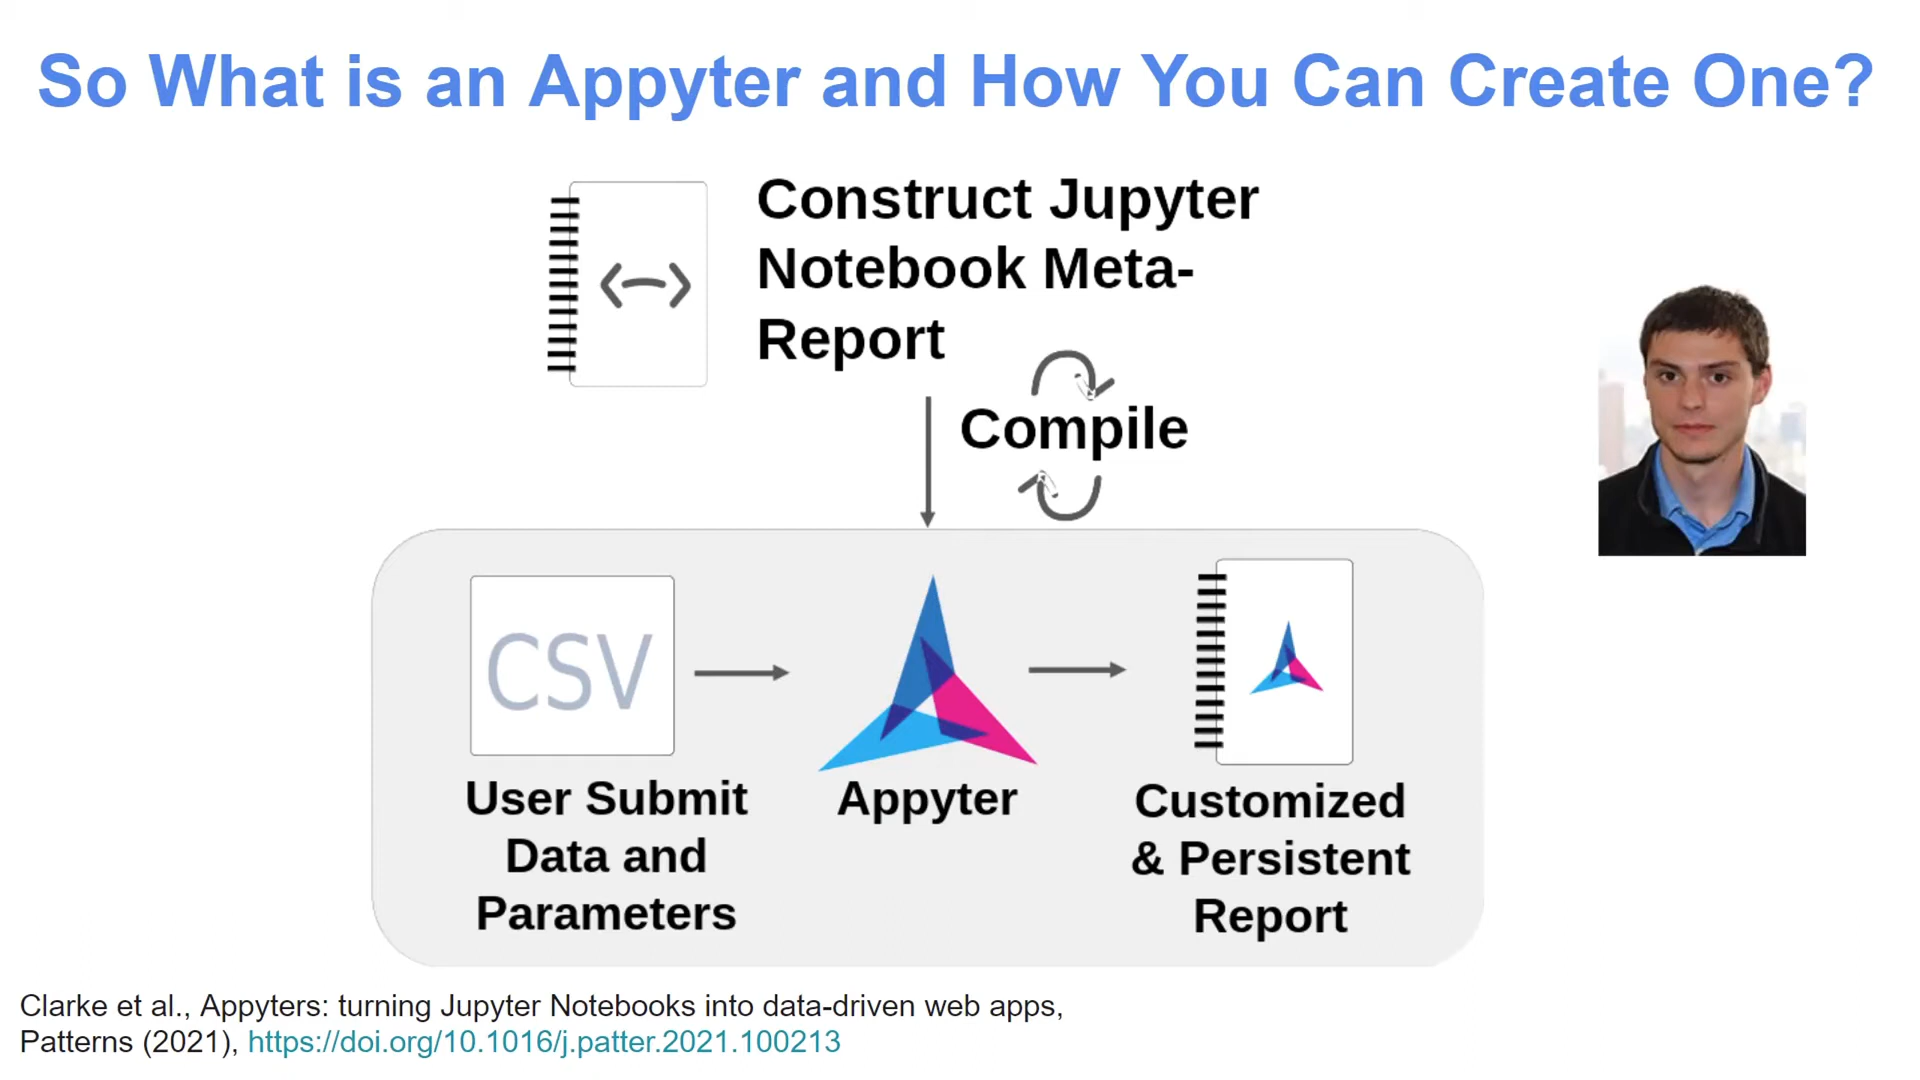 So What is an Appyter and How You Can Create One?
Construct Jupyter
Notebook Meta-
Report
Compile
CSV
User Submit
Data and
Parameters
Appyter
Customized
& Persistent
Report
Clarke et al., Appyters: turning Jupyter Notebooks into data-driven web apps,
Patterns (2021), https://doi.org/10.1016/j.patter.2021.100213